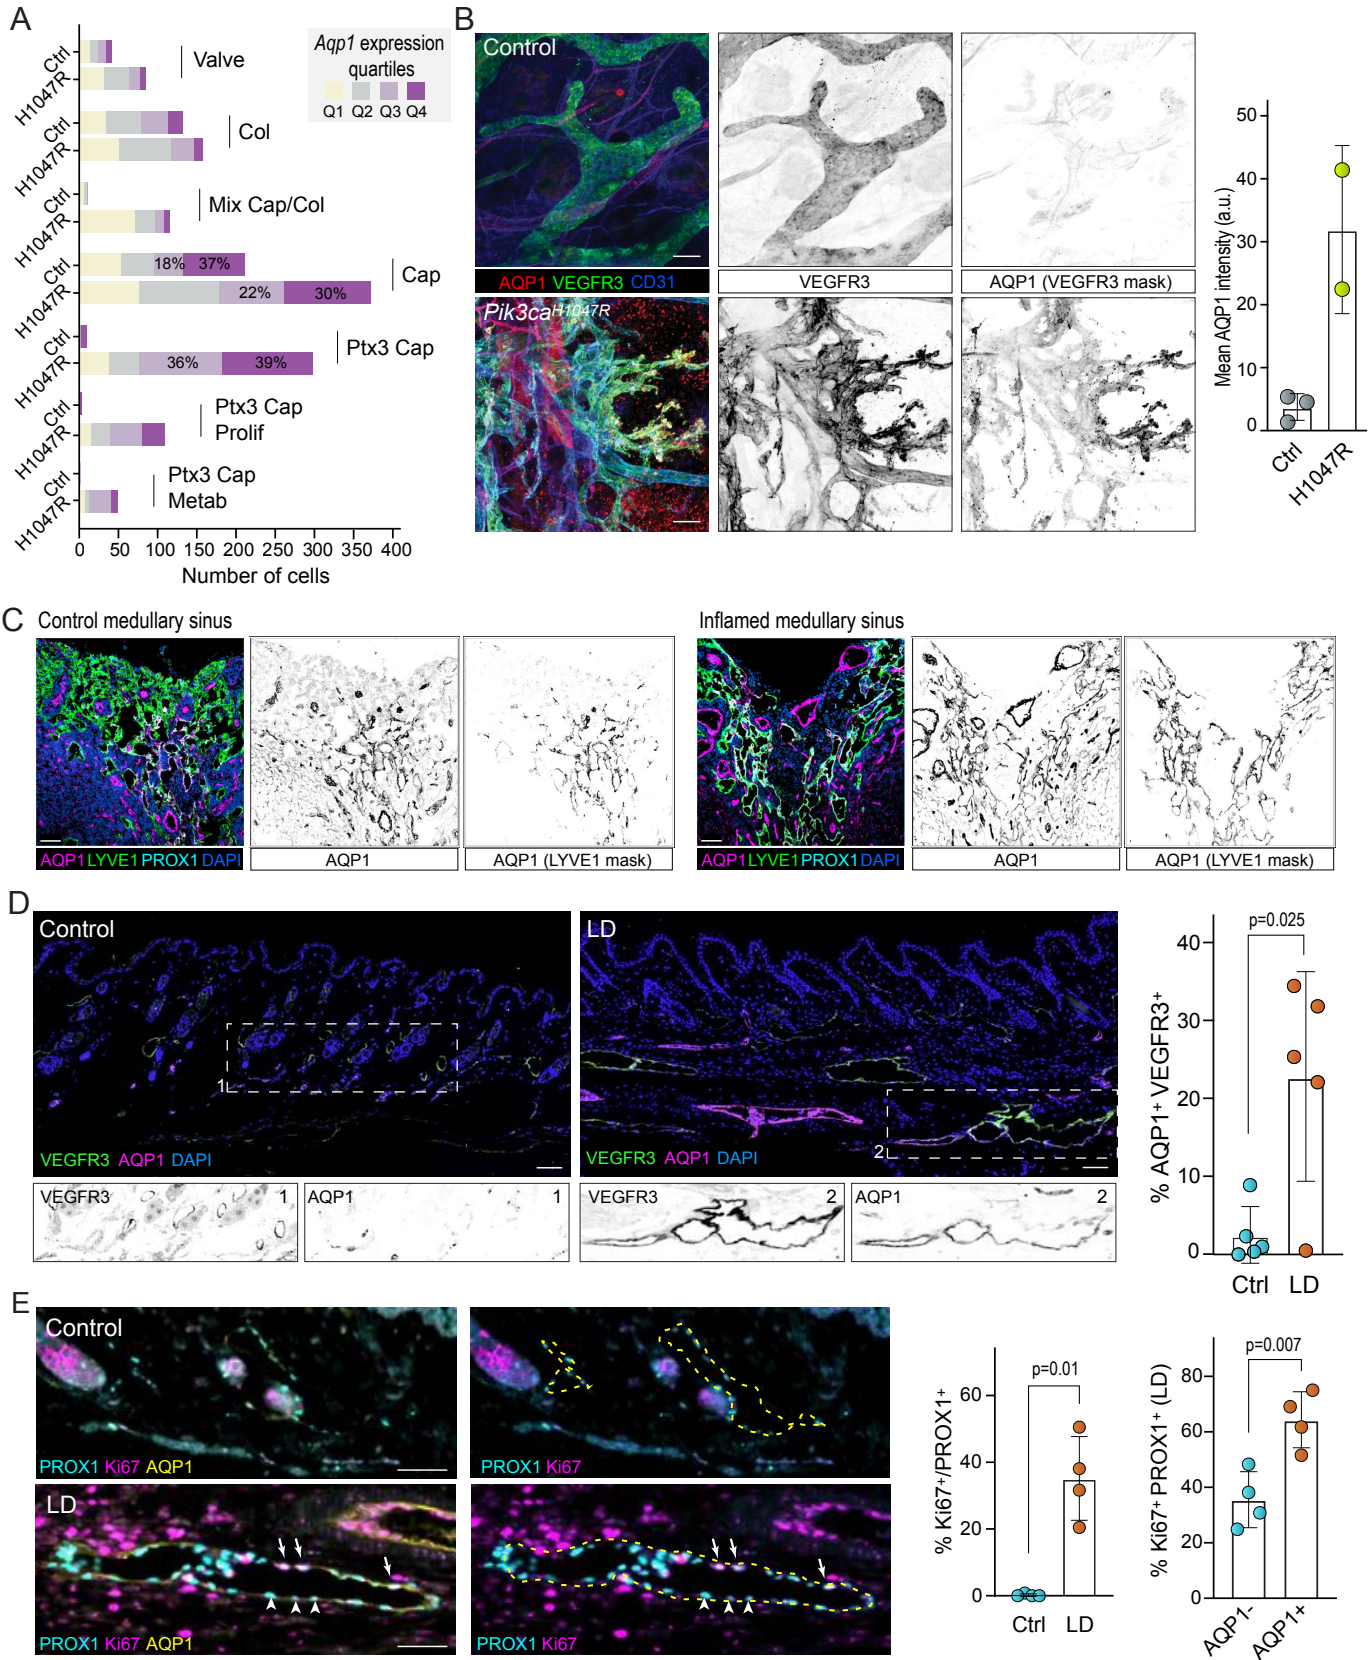 A
Ctrl
H1047R
Valve
Aqp1 expression
quartiles
Q1 Q2 Q3 Q4
Ctrl
H1047R
Col
Ctrl
H1047R
Mix Cap/Col
Ctrl
H1047R
18% 37%
22% 30%
Cap
Ctrl
H1047R
36% 39%
Ptx3 Cap
Ctrl
H1047R
Ptx3 Cap
Prolif
Ctrl
H1047R
Ptx3 Cap
Metab
0 50 100 150 200 250 300 350 400
Number of cells
B
Control
AQP1 VEGFR3 CD31
VEGFR3
AQP1 (VEGFR3 mask)
Pik3caH1047R
Mean AQP1 intensity (a.u.)
50
40
30
20
10
0
Ctrl
H1047R
C
Control medullary sinus
AQP1 LYVE1 PROX1 DAPI
AQP1
AQP1 (LYVE1 mask)
Inflamed medullary sinus
AQP1 LYVE1 PROX1 DAPI
AQP1
AQP1 (LYVE1 mask)
D
Control
1
VEGFR3 AQP1 DAPI
LD
2
VEGFR3 AQP1 DAPI
VEGFR3 1
AQP1 1
VEGFR3 2
AQP1 2
p=0.025
% AQP1+ VEGFR3+
40
30
20
10
0
Ctrl LD
E
Control
PROX1 Ki67 AQP1
PROX1 Ki67
LD
PROX1 Ki67 AQP1
PROX1 Ki67
p=0.01
% Ki67+/PROX1+
60
40
20
0
Ctrl LD
p=0.007
% Ki67+ PROX1+ (LD)
80
60
40
20
0
AQP1-
AQP1+